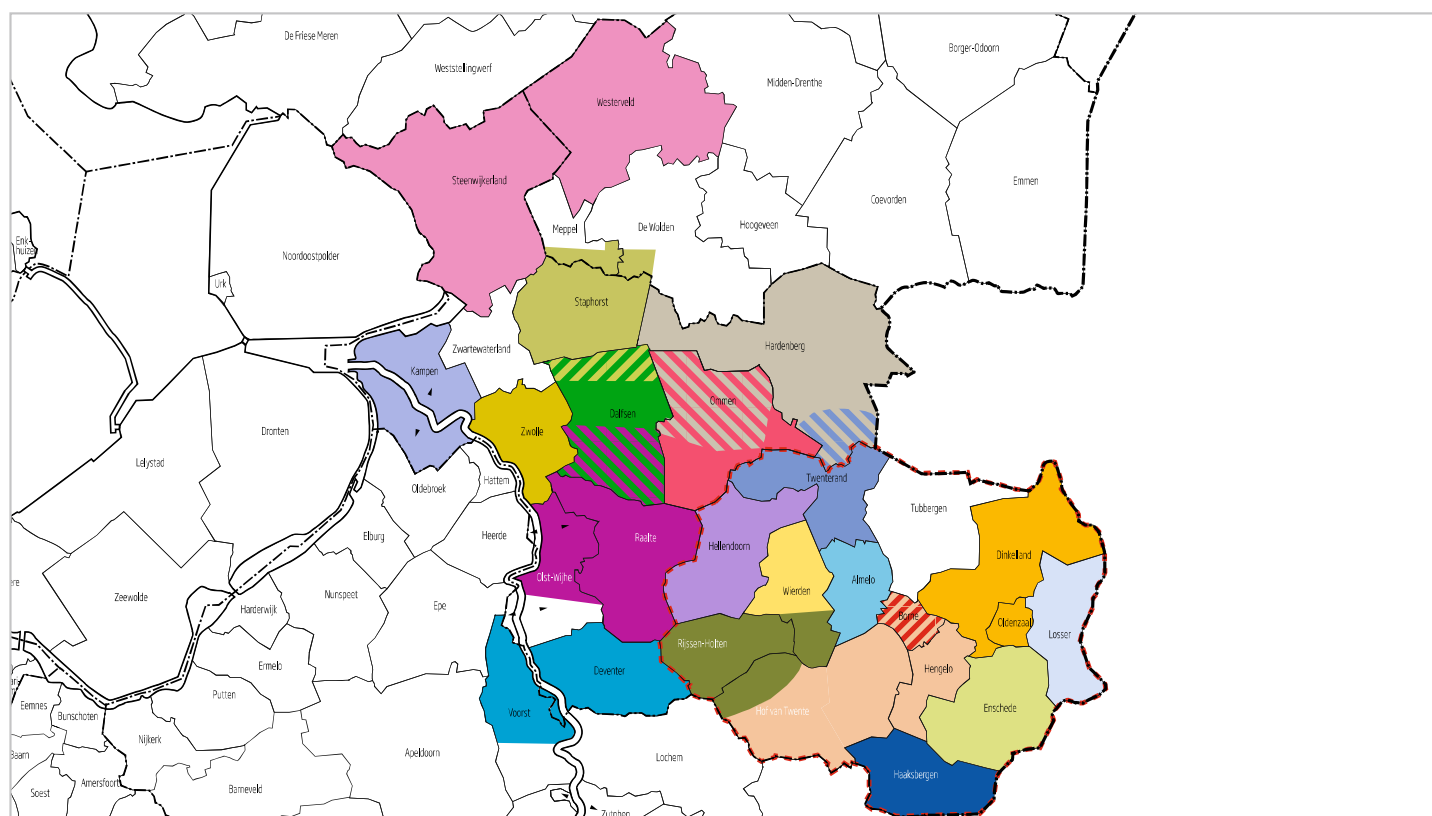 De Friese Meren
Borger-Odoorn
Weststellingwerf
Midden-Drenthe
Westerveld
Steenwijkerland
Emmen
Coevorden
Meppel
De Wolden
Hoogeveen
Enk-
huize
Noordoostpolder
Urk
Staphorst
Zwartewaterland
Hardenberg
Kampen
Ommen
Dalfsen
Zwolle
Dronten
Lelystad
Hattem
Oldebroek
Twenterand
Tubbergen
Elburg
Heerde
Raalte
Hellendoorn
Dinkelland
Olst-Wijhe
Almelo
ere
Zeewolde
Nunspeet
Epe
Wierden
Harderwijk
Borne
Oldenzaal
Losser
Rijssen-Holten
Ermelo
Deventer
Hengelo
Putten
Eemnes
Bunschoten
Voorst
Hof van Twente
Enschede
Nijkerk
Baarn
Apeldoorn
Lochem
Haaksbergen
Amersfoort
Soest
Barneveld
Zutphen